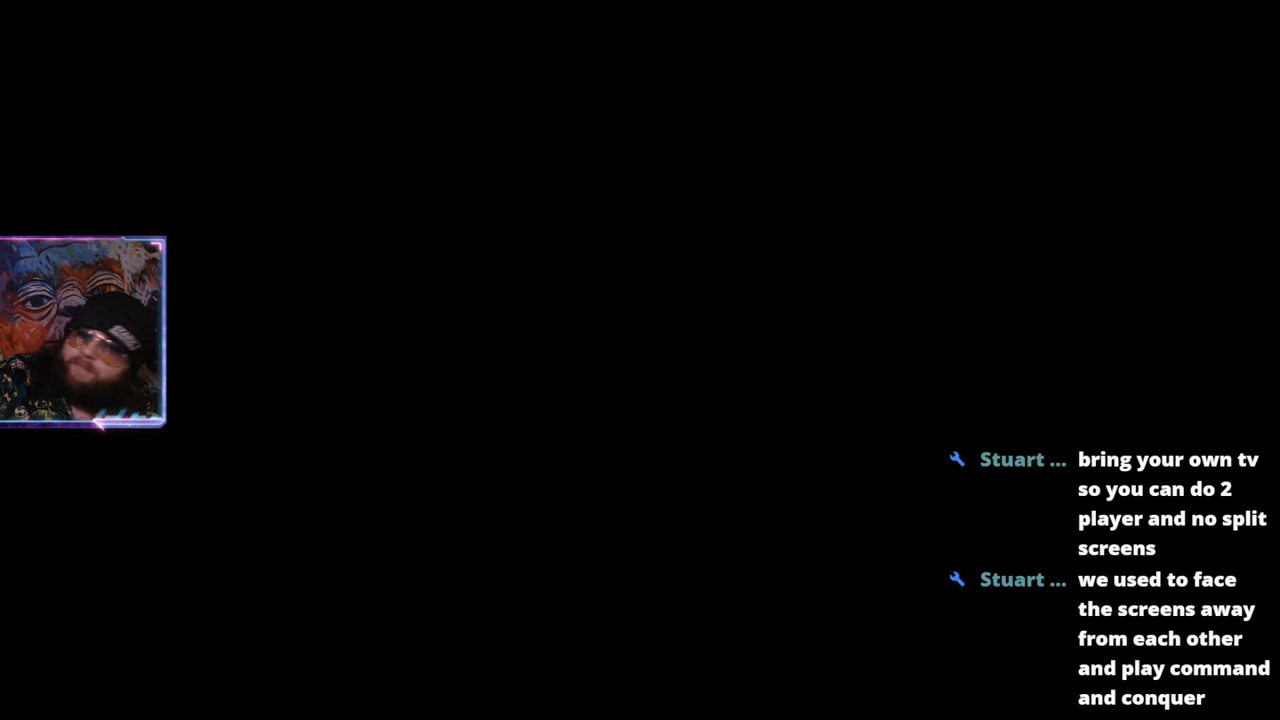 Stuart ... bring your own tv
so you can do 2
player and no split
screens
Stuart ... we used to face
the screens away
from each other
and play command
and conquer